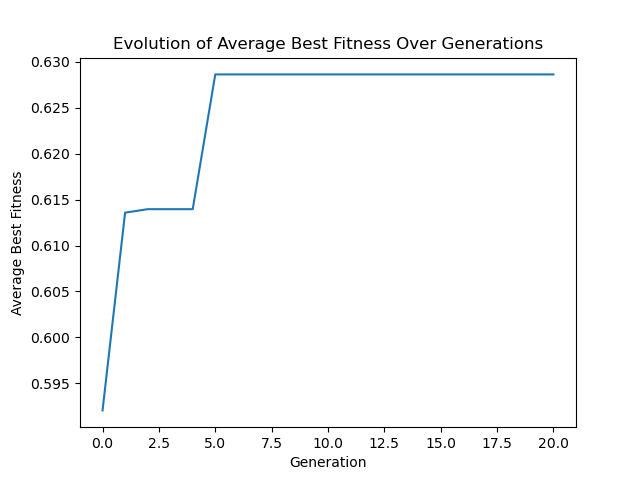 Evolution of Average Best Fitness Over Generations
0.630
0.625
0.620
0.615
0.610
0.605
0.600
0.595
Average Best Fitness
0.0 2.5 5.0 7.5 10.0 12.5 15.0 17.5 20.0
Generation